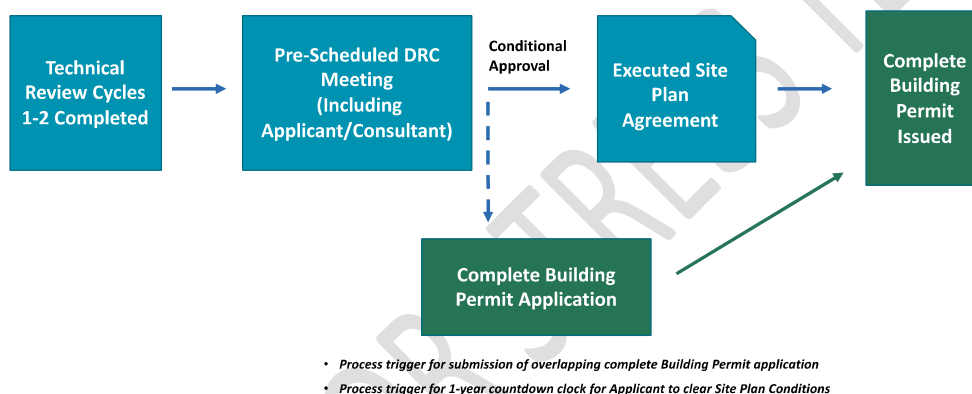 Technical
Review Cycles
1-2 Completed
Pre-Scheduled DRC
Meeting
(Including
Applicant/Consultant)
Conditional
Approval
Executed Site
Plan
Agreement
Complete
Building
Permit
Issued
Complete Building
Permit Application
• Process trigger for submission of overlapping complete Building Permit application
• Process trigger for 1-year countdown clock for Applicant to clear Site Plan Conditions